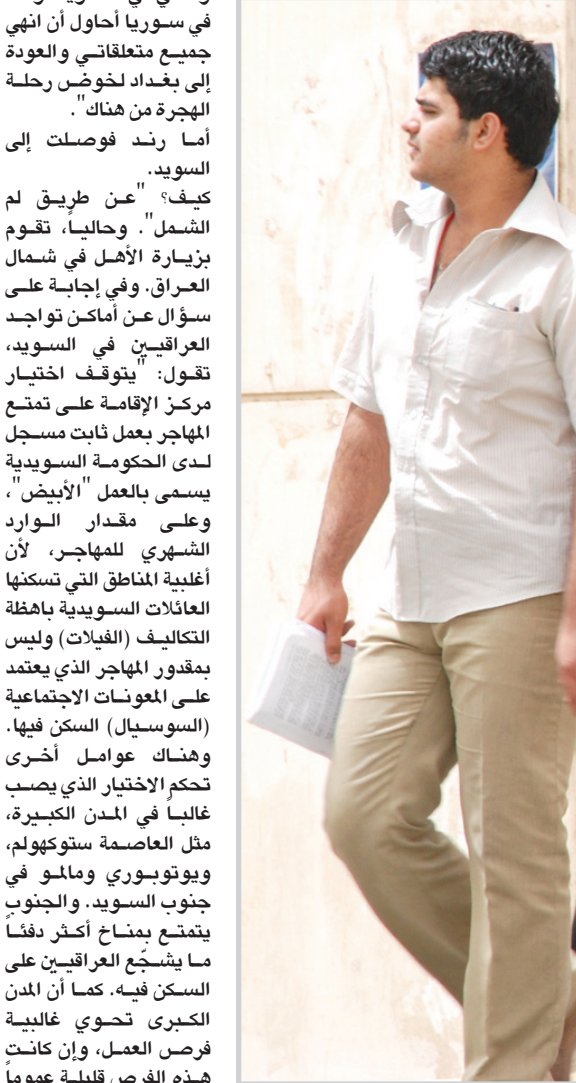 في سوريا أحاول أن انهي
جميع متعلقاتي والعودة
إلى بغداد لخوض رحلة
الهجرة من هناك".
أما رند فوصلت إلى
السويد.
كيف؟ "عن طريق لم
الشمل". وحالياً، تقوم
بزيارة الأهل في شمال
العراق. وفي إجابة على
سؤال عن أماكن تواجد
العراقيين في السويد،
تقول: "يتوقف اختيار
مركز الإقامة على تمتع
المهاجر بعمل ثابت مسجل
لدى الحكومة السويدية
يسمى بالعمل "الأبيض"،
وعلى مقدار الوارد
الشهري للمهاجر، لأن
أغلبية المناطق التي تسكنها
العائلات السويدية باهظة
التكاليف (الفيلات) وليس
بمقدور المهاجر الذي يعتمد
على المعونات الاجتماعية
(السوسيال) السكن فيها.
وهناك عوامل أخرى
تحكم الاختيار الذي يصب
غالباً في المدن الكبيرة،
مثل العاصمة ستوكهولم،
ويوتوبوري ومالمو في
جنوب السويد. والجنوب
يتمتع بمناخ أكثر دفئاً
ما يشجّع العراقيين على
السكن فيه. كما أن المدن
الكبرى تحوي غالبية
فرص العمل، وإن كانت
هذه الفرص قليلة عموماً